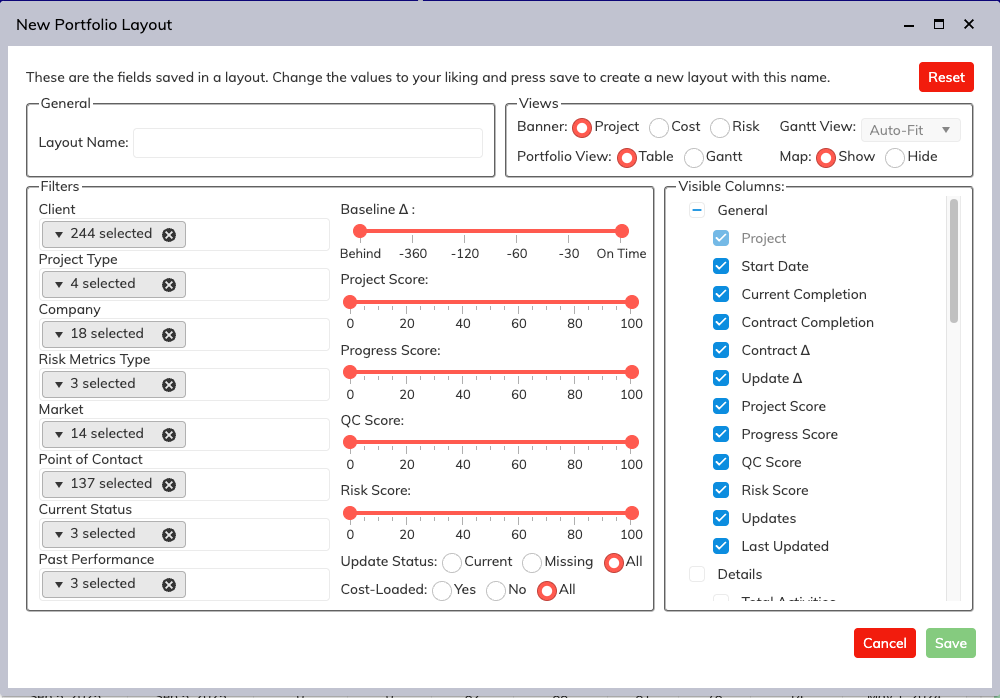 New Portfolio Layout
These are the fields saved in a layout. Change the values to your liking and press save to create a new layout with this name.
Reset
General
Layout Name:
Views
Banner: Project Cost Risk Gantt View: Auto-Fit
Portfolio View: Table Gantt Map: Show Hide
Filters
Client
244 selected
Project Type
4 selected
Company
18 selected
Risk Metrics Type
3 selected
Market
14 selected
Point of Contact
137 selected
Current Status
3 selected
Past Performance
3 selected
Baseline Δ :
Behind -360 -120 -60 -30 On Time
Project Score:
0 20 40 60 80 100
Progress Score:
0 20 40 60 80 100
QC Score:
0 20 40 60 80 100
Risk Score:
0 20 40 60 80 100
Update Status: Current Missing All
Cost-Loaded: Yes No All
Visible Columns:
General
Project
Start Date
Current Completion
Contract Completion
Contract Δ
Update Δ
Project Score
Progress Score
QC Score
Risk Score
Updates
Last Updated
Details
Total Activities
Cancel
Save